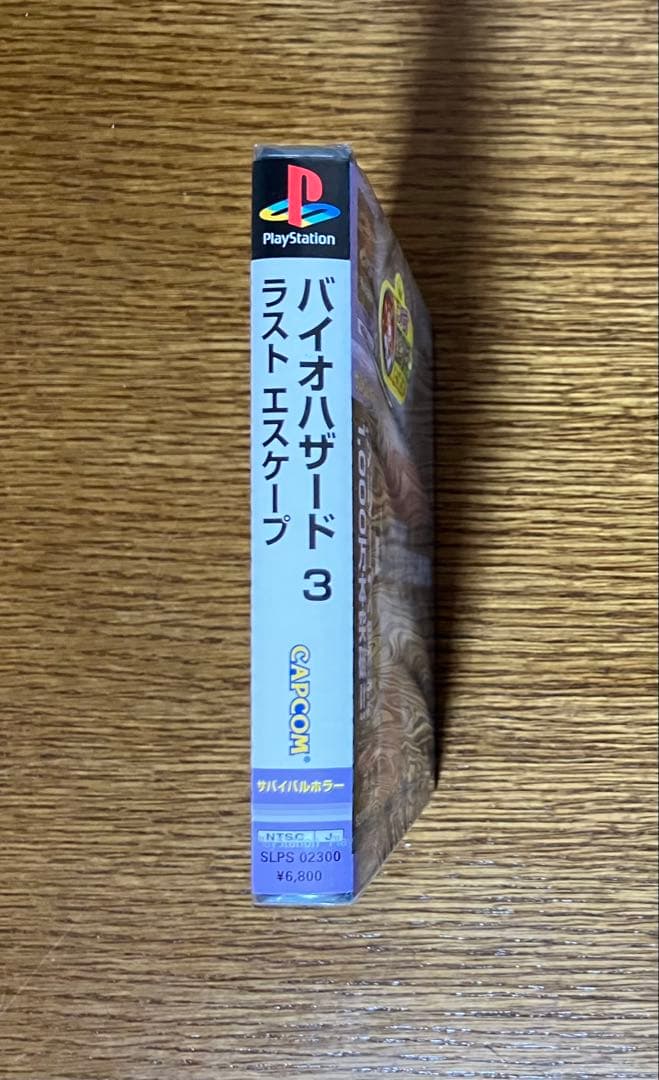 PlayStation
バイオハザード 3
ラスト エスケープ
CAPCOM
サバイバルホラー
NTSC J
SLPS 02300
¥6,800